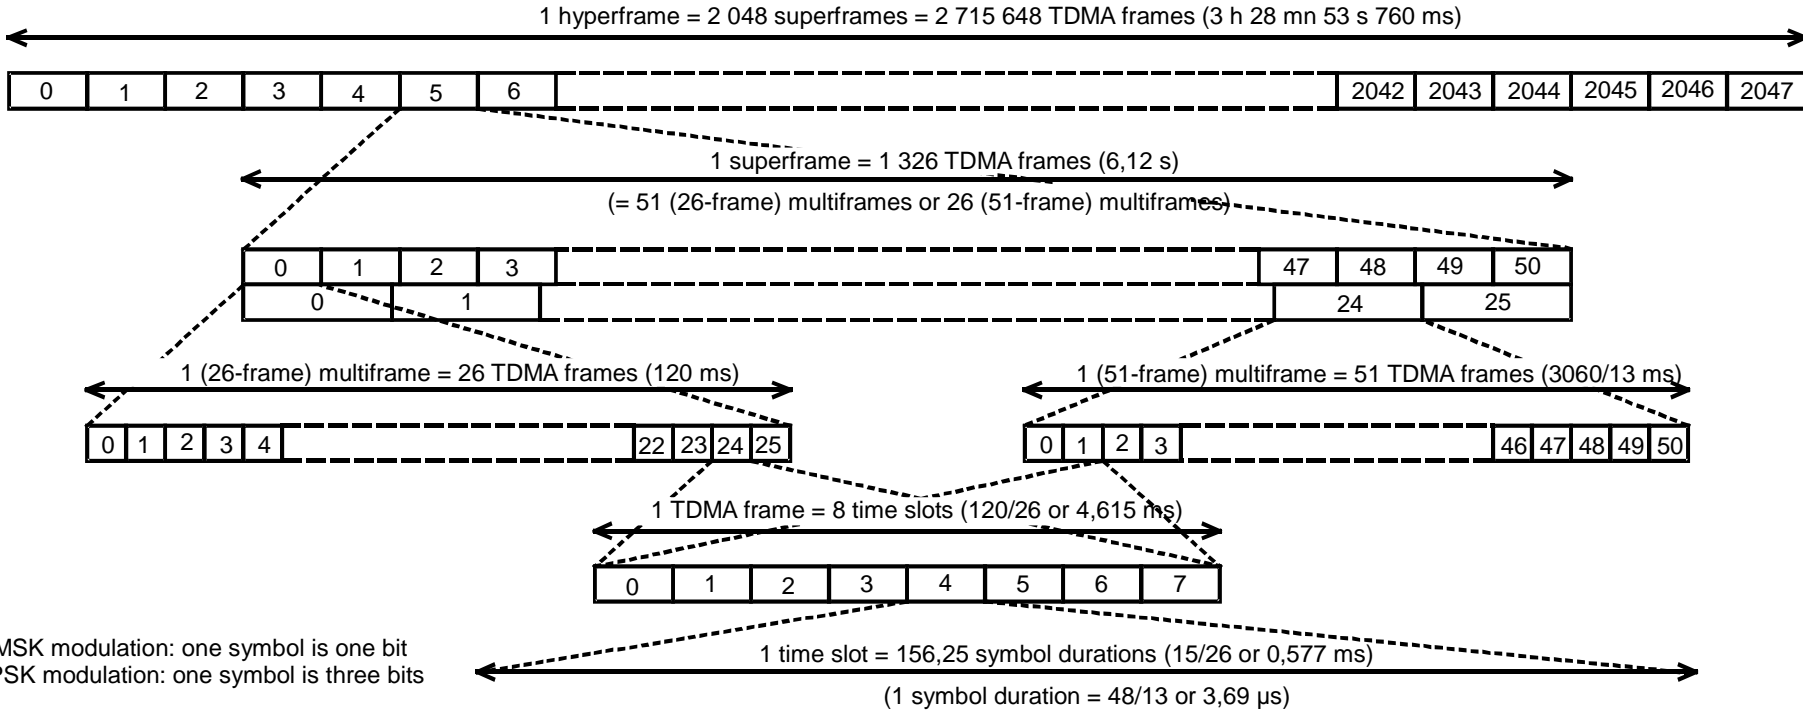 1 hyperframe = 2 048 superframes = 2 715 648 TDMA frames (3 h 28 mn 53 s 760 ms)
0 1 2 3 4 5 6 2042 2043 2044 2045 2046 2047
1 superframe = 1 326 TDMA frames (6,12 s)
(= 51 (26-frame) multiframes or 26 (51-frame) multiframes)
0 1 2 3 47 48 49 50
0 1 24 25
1 (26-frame) multiframe = 26 TDMA frames (120 ms)
1 (51-frame) multiframe = 51 TDMA frames (3060/13 ms)
0 1 2 3 4 22 23 24 25
0 1 2 3 46 47 48 49 50
1 TDMA frame = 8 time slots (120/26 or 4,615 ms)
0 1 2 3 4 5 6 7
MSK modulation: one symbol is one bit
PSK modulation: one symbol is three bits
1 time slot = 156,25 symbol durations (15/26 or 0,577 ms)
(1 symbol duration = 48/13 or 3,69 µs)